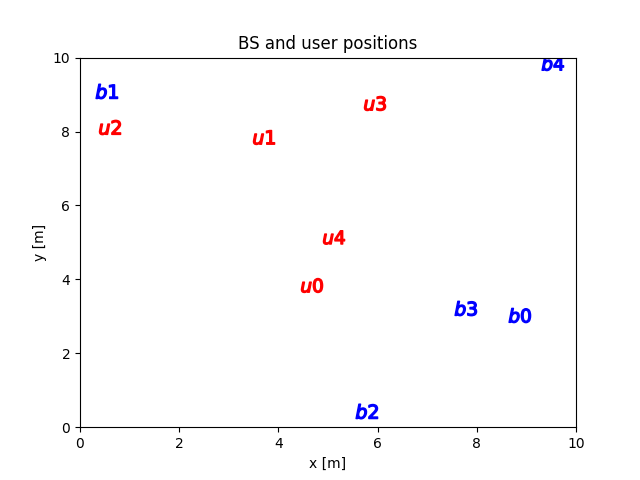 BS and user positions
10
b4
b1
u3
u2
8
u1
6
y [m]
u4
4
u0
b3
b0
2
b2
0
0 2 4 6 8 10
x [m]